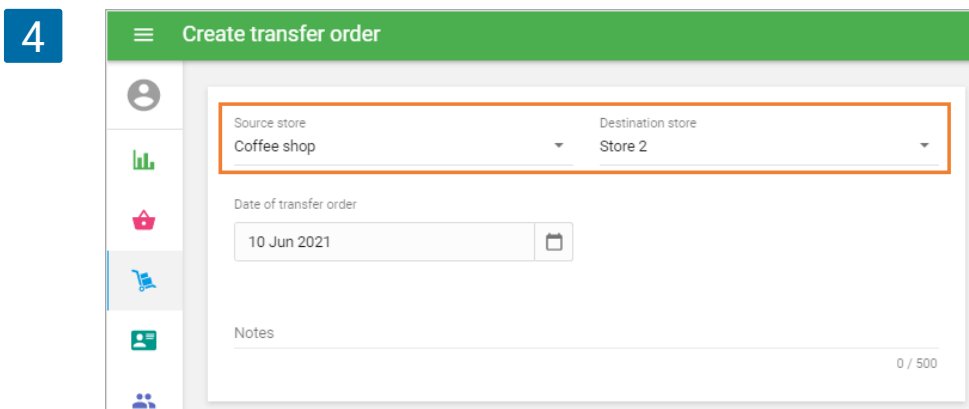 4
Create transfer order
Source store
Destination store
Coffee shop
Store 2
Date of transfer order
10 Jun 2021
Notes
0 / 500